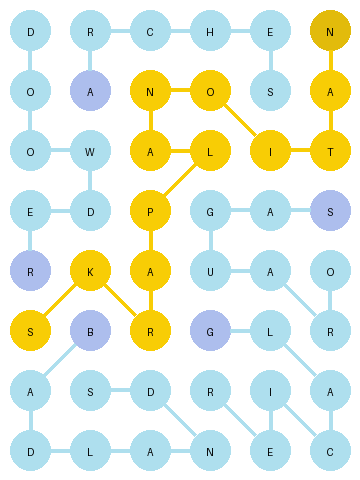 D R C H E N
O A N O S A
O W A L I T
E D P G A S
R K A U A O
S B R G L R
A S D R I A
D L A N E C